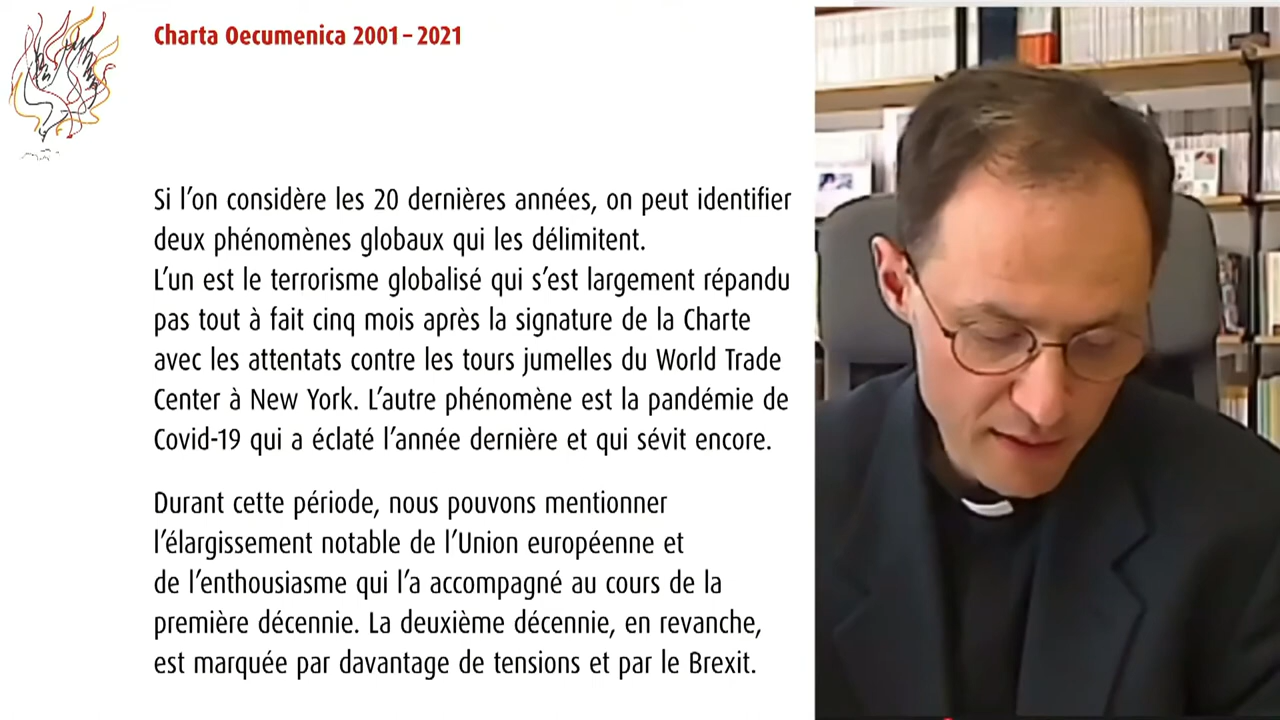 Charta Oecumenica 2001–2021
Si l'on considère les 20 dernières années, on peut identifier
deux phénomènes globaux qui les délimitent.
L'un est le terrorisme globalisé qui s'est largement répandu
pas tout à fait cinq mois après la signature de la Charte
avec les attentats contre les tours jumelles du World Trade
Center à New York. L'autre phénomène est la pandémie de
Covid-19 qui a éclaté l'année dernière et qui sévit encore.
Durant cette période, nous pouvons mentionner
l'élargissement notable de l'Union européenne et
de l'enthousiasme qui l'a accompagné au cours de la
première décennie. La deuxième décennie, en revanche,
est marquée par davantage de tensions et par le Brexit.